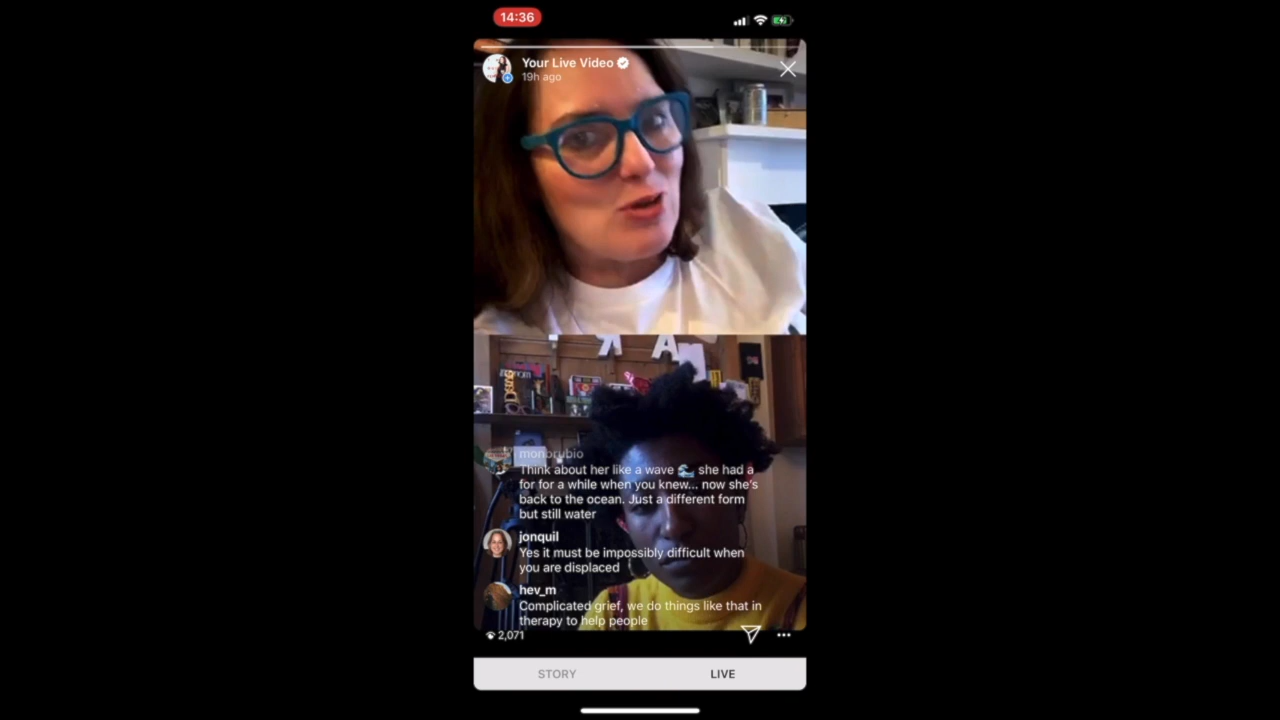 14:36
Your Live Video
19h ago
monbrubio
Think about her like a wave 🌊 she had a
for for a while when you knew... now she's
back to the ocean. Just a different form
but still water
jonquil
Yes it must be impossibly difficult when
you are displaced
hev_m
Complicated grief, we do things like that in
therapy to help people
2,071
STORY
LIVE